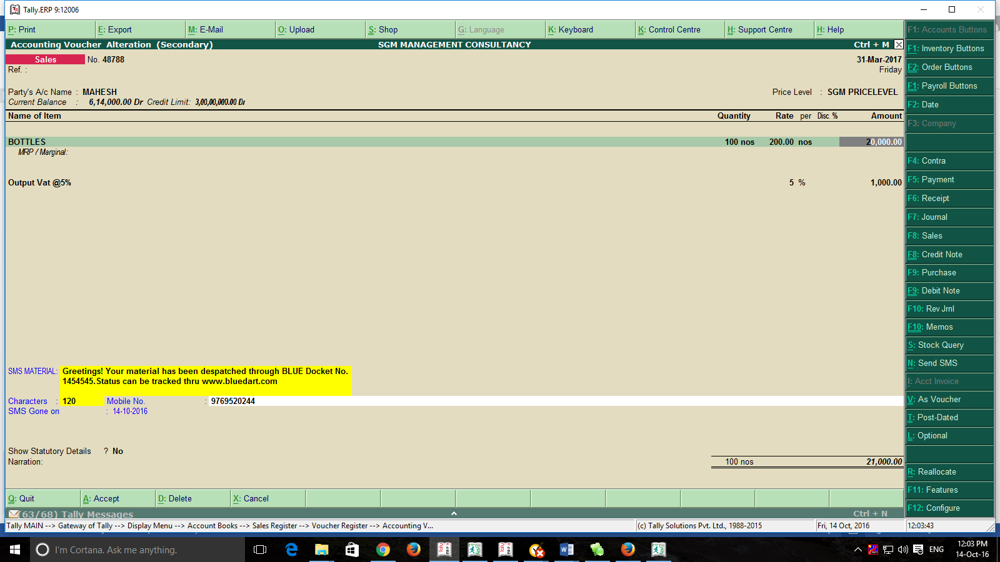 Tally.ERP 9:12006
P: Print E: Export M: E-Mail O: Upload S: Shop G: Language K: Keyboard K: Control Centre H: Support Centre H: Help
Accounting Voucher Alteration (Secondary) SGM MANAGEMENT CONSULTANCY Ctrl + M
Sales No. 48788 31-Mar-2017
Ref. : Friday
Party's A/c Name : MAHESH Price Level : SGM PRICELEVEL
Current Balance : 6,14,000.00 Dr Credit Limit: 3,00,00,000.00 Dr
Name of Item Quantity Rate per Disc. % Amount
BOTTLES 100 nos 200.00 nos 20,000.00
MRP / Marginal:
Output Vat @5% 5 % 1,000.00
SMS MATERIAL: Greetings! Your material has been despatched through BLUE Docket No.
1454545.Status can be tracked thru www.bluedart.com
Characters : 120 Mobile No. : 9769520244
SMS Gone on : 14-10-2016
Show Statutory Details ? No
Narration: 100 nos 21,000.00
Q: Quit A: Accept D: Delete X: Cancel
(63/68) Tally Messages Ctrl + N
Tally MAIN --> Gateway of Tally --> Display Menu --> Account Books --> Sales Register --> Voucher Register --> Accounting V... (c) Tally Solutions Pvt. Ltd., 1988-2015 Fri, 14 Oct, 2016 12:03:43
F1: Accounts Buttons
F1: Inventory Buttons
F2: Order Buttons
F1: Payroll Buttons
F2: Date
F3: Company
F4: Contra
F5: Payment
F6: Receipt
F7: Journal
F8: Sales
F8: Credit Note
F9: Purchase
F9: Debit Note
F10: Rev Jrnl
F10: Memos
S: Stock Query
N: Send SMS
I: Acct Invoice
V: As Voucher
T: Post-Dated
L: Optional
R: Reallocate
F11: Features
F12: Configure
I'm Cortana. Ask me anything. ENG 12:03 PM
14-Oct-16